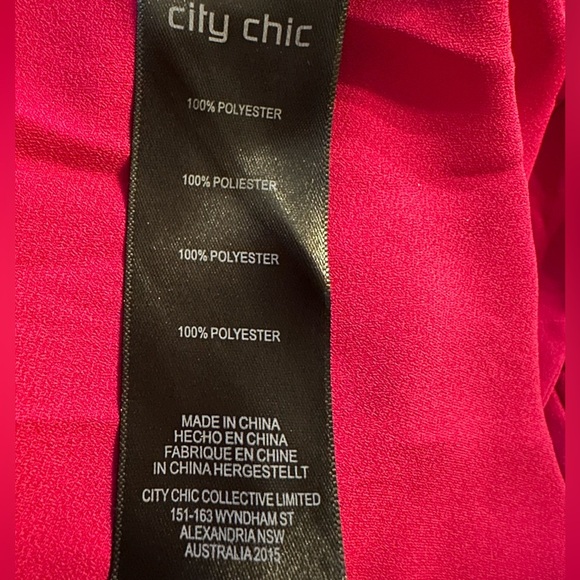 city chic
100% POLYESTER
100% POLIESTER
100% POLYESTER
100% POLYESTER
MADE IN CHINA
HECHO EN CHINA
FABRIQUE EN CHINE
IN CHINA HERGESTELLT
CITY CHIC COLLECTIVE LIMITED
151-163 WYNDHAM ST
ALEXANDRIA NSW
AUSTRALIA 2015